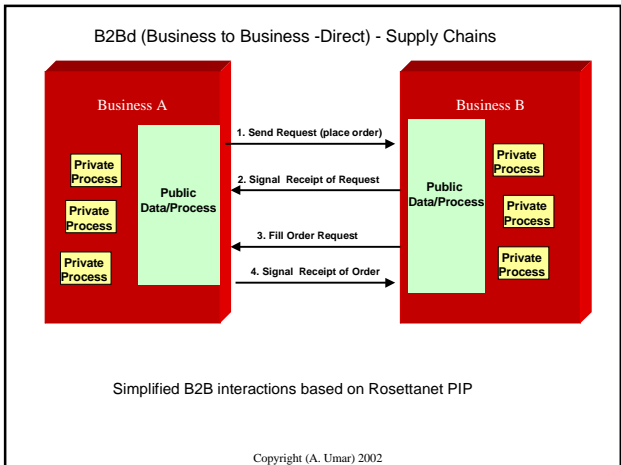 B2Bd (Business to Business -Direct) - Supply Chains
Business A
Business B
1. Send Request (place order)
2. Signal Receipt of Request
3. Fill Order Request
4. Signal  Receipt of Order
Private
Process
Private
Process
Private
Process
Public
Data/Process
Public
Data/Process
Private
Process
Private
Process
Private
Process
Simplified B2B interactions based on Rosettanet PIP
Copyright (A. Umar) 2002